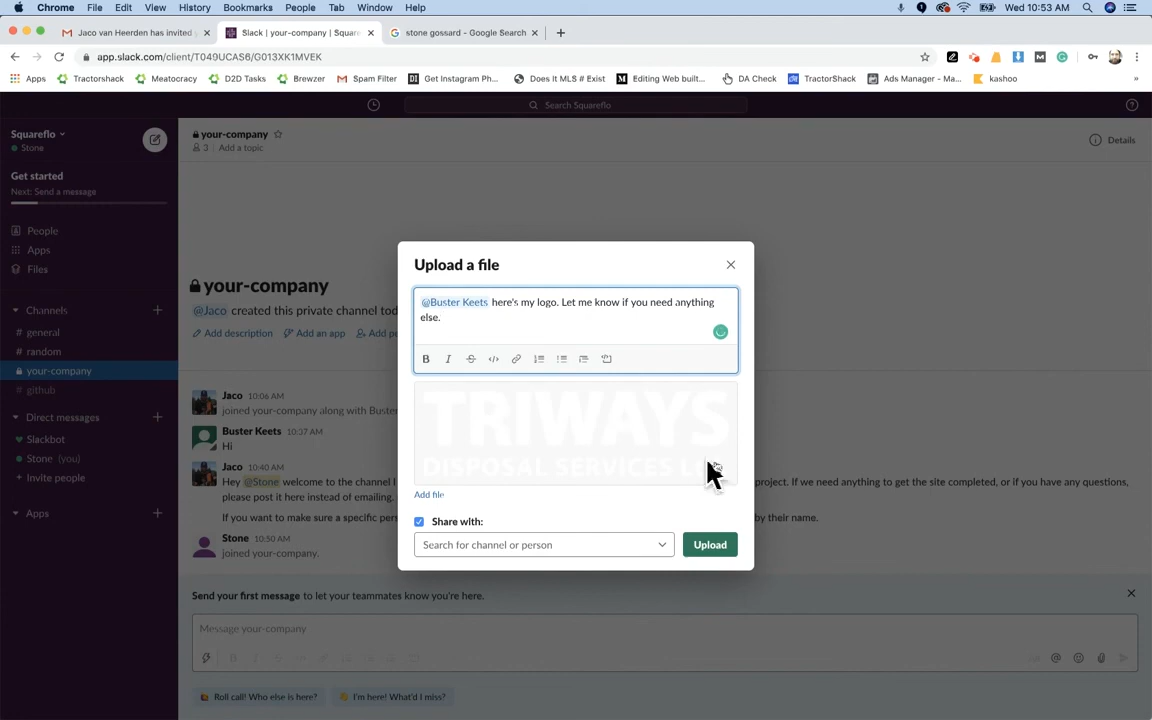 Chrome File Edit View History Bookmarks People Tab Window Help Wed 10:53 AM
Jaco van Heerden has invited Slack | your-company | Square stone gossard - Google Search
app.slack.com/client/T049UCAS6/G013XK1MVEK
Apps Tractorshack Meatocracy D2D Tasks Brewzer Spam Filter Get Instagram Ph... Does It MLS # Exist Editing Web built... DA Check TractorShack Ads Manager - Ma... kashoo
Search Squareflo
Squareflo
Stone
your-company
3 Add a topic
Details
Get started
Next: Send a message
People
Apps
Files
Channels
# general
# random
your-company
# github
Direct messages
Slackbot
Stone (you)
+ Invite people
Apps
your-company
@Jaco created this private channel tod
Add description Add an app Add pe
Jaco 10:06 AM
joined your-company along with Buster
Buster Keets 10:37 AM
Hi
Jaco 10:40 AM
Hey @Stone welcome to the channel I project. If we need anything to get the site completed, or if you have any questions,
please post it here instead of emailing.
If you want to make sure a specific pers by their name.
Stone 10:50 AM
joined your-company.
Upload a file
@Buster Keets here's my logo. Let me know if you need anything
else.
TRIWAYS
DISPOSAL SERVICES
Add file
Share with:
Search for channel or person
Upload
Send your first message to let your teammates know you're here.
Message your-company
Roll call! Who else is here? I'm here! What'd I miss?